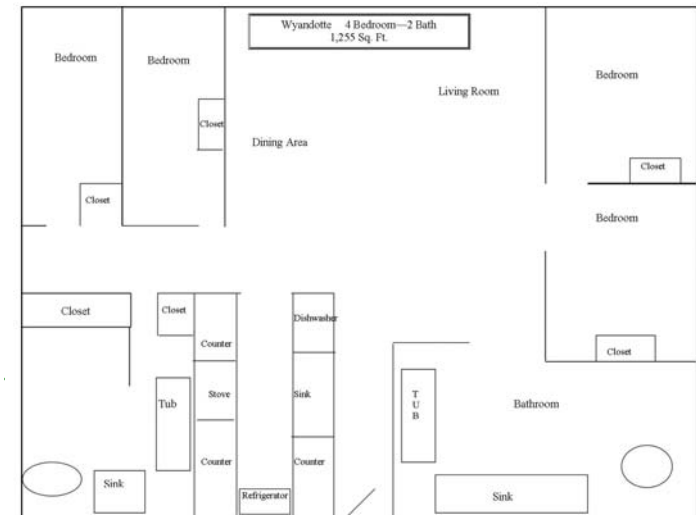 Wyandotte 4 Bedroom—2 Bath
1,255 Sq. Ft.
Bedroom
Bedroom
Living Room
Bedroom
Closet
Dining Area
Closet
Closet
Bedroom
Closet
Closet
Dishwasher
Counter
Closet
Stove
Sink
Tub
TUB
Bathroom
Counter
Counter
Sink
Refrigerator
Sink